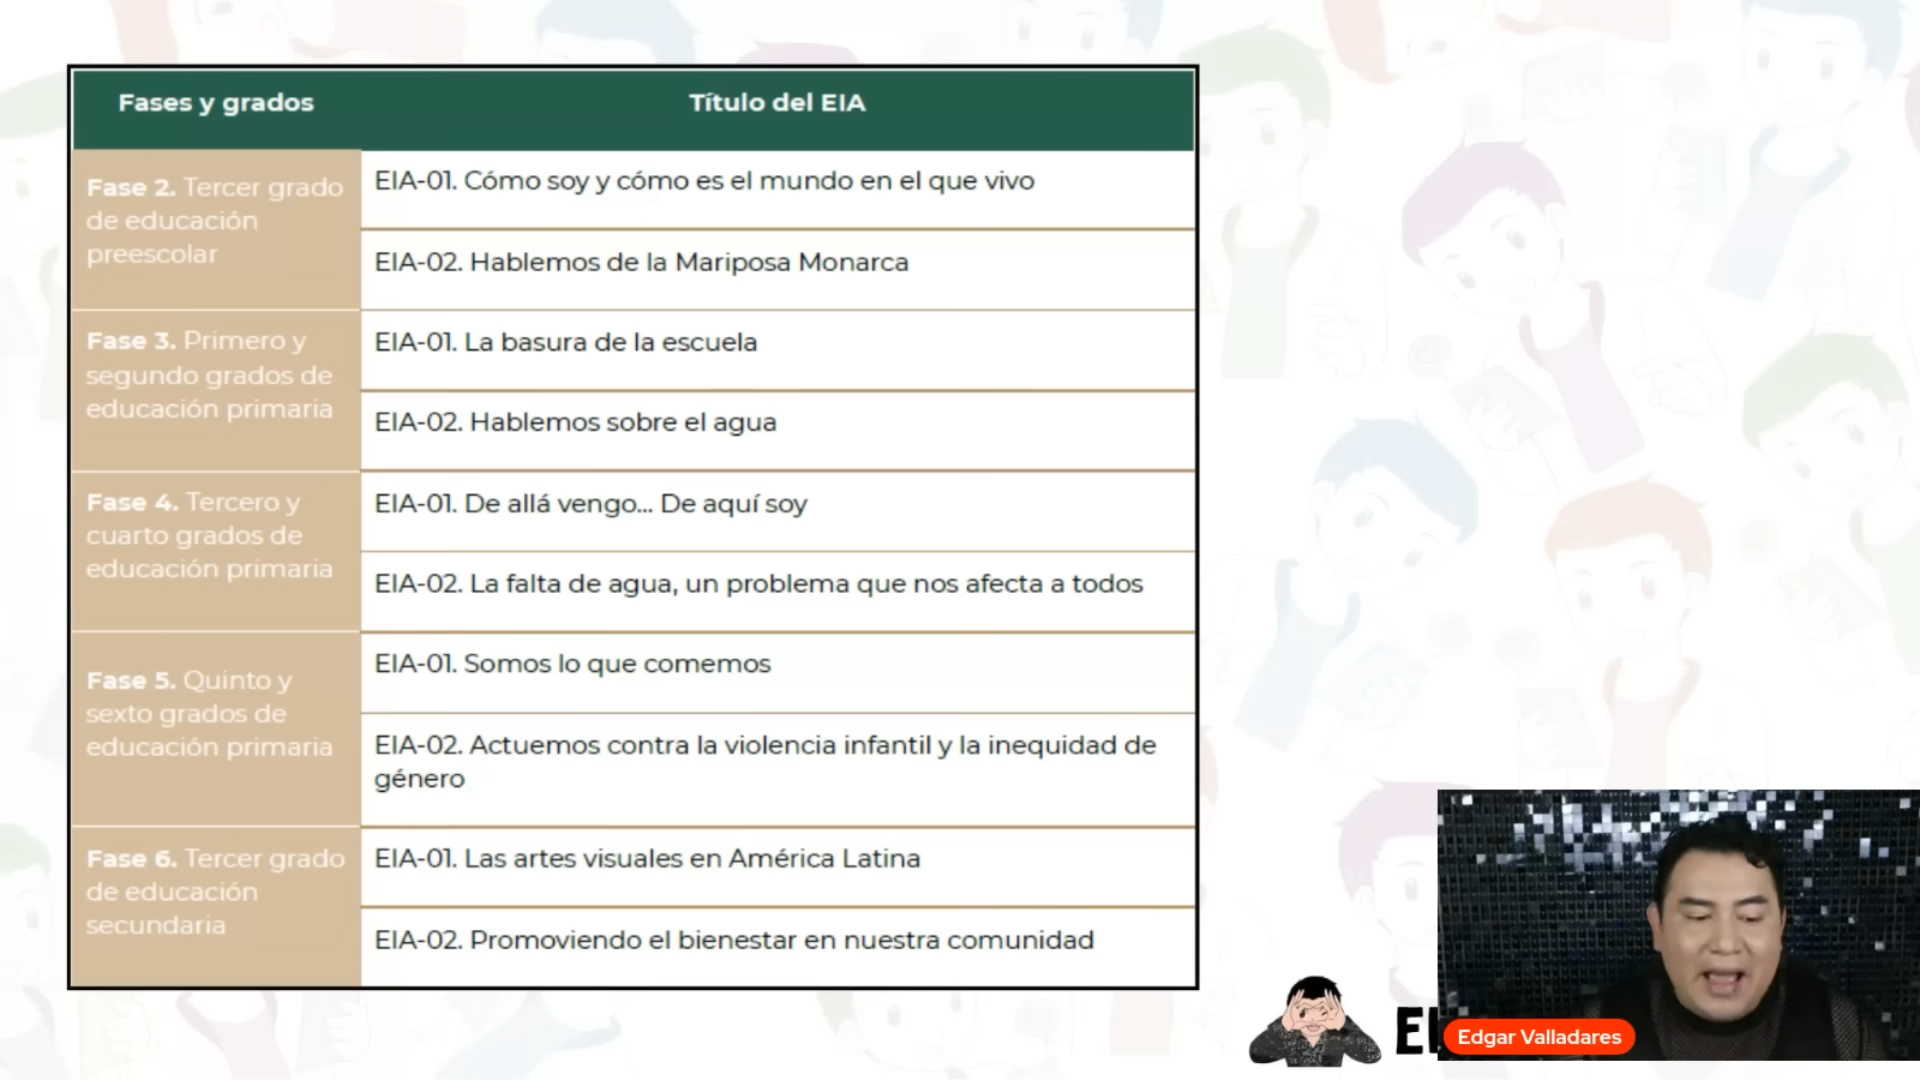 Fases y grados
Título del EIA
Fase 2. Tercer grado
de educación
preescolar
EIA-01. Cómo soy y cómo es el mundo en el que vivo
EIA-02. Hablemos de la Mariposa Monarca
Fase 3. Primero y
segundo grados de
educación primaria
EIA-01. La basura de la escuela
EIA-02. Hablemos sobre el agua
Fase 4. Tercero y
cuarto grados de
educación primaria
EIA-01. De allá vengo... De aquí soy
EIA-02. La falta de agua, un problema que nos afecta a todos
Fase 5. Quinto y
sexto grados de
educación primaria
EIA-01. Somos lo que comemos
EIA-02. Actuemos contra la violencia infantil y la inequidad de
género
Fase 6. Tercer grado
de educación
secundaria
EIA-01. Las artes visuales en América Latina
EIA-02. Promoviendo el bienestar en nuestra comunidad
Edgar Valladares